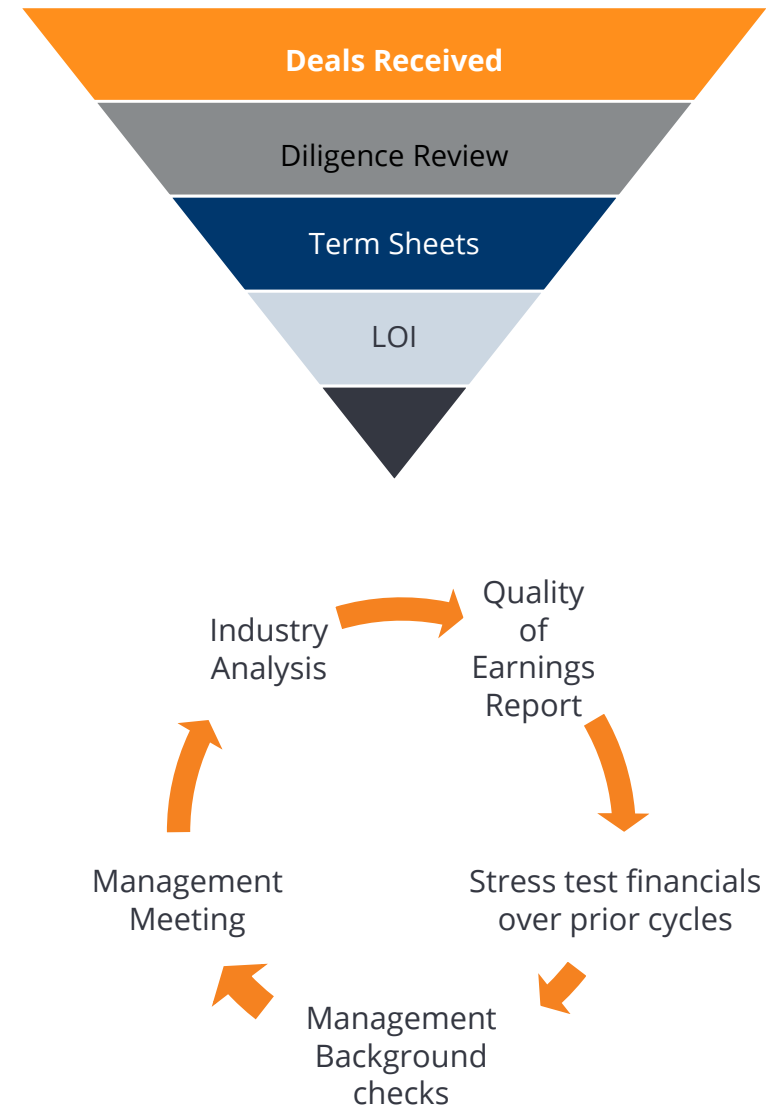 Deals Received
Diligence Review
Term Sheets
LOI
Industry
Analysis
Quality
of
Earnings
Report
Stress test financials
over prior cycles
Management
Background
checks
Management
Meeting